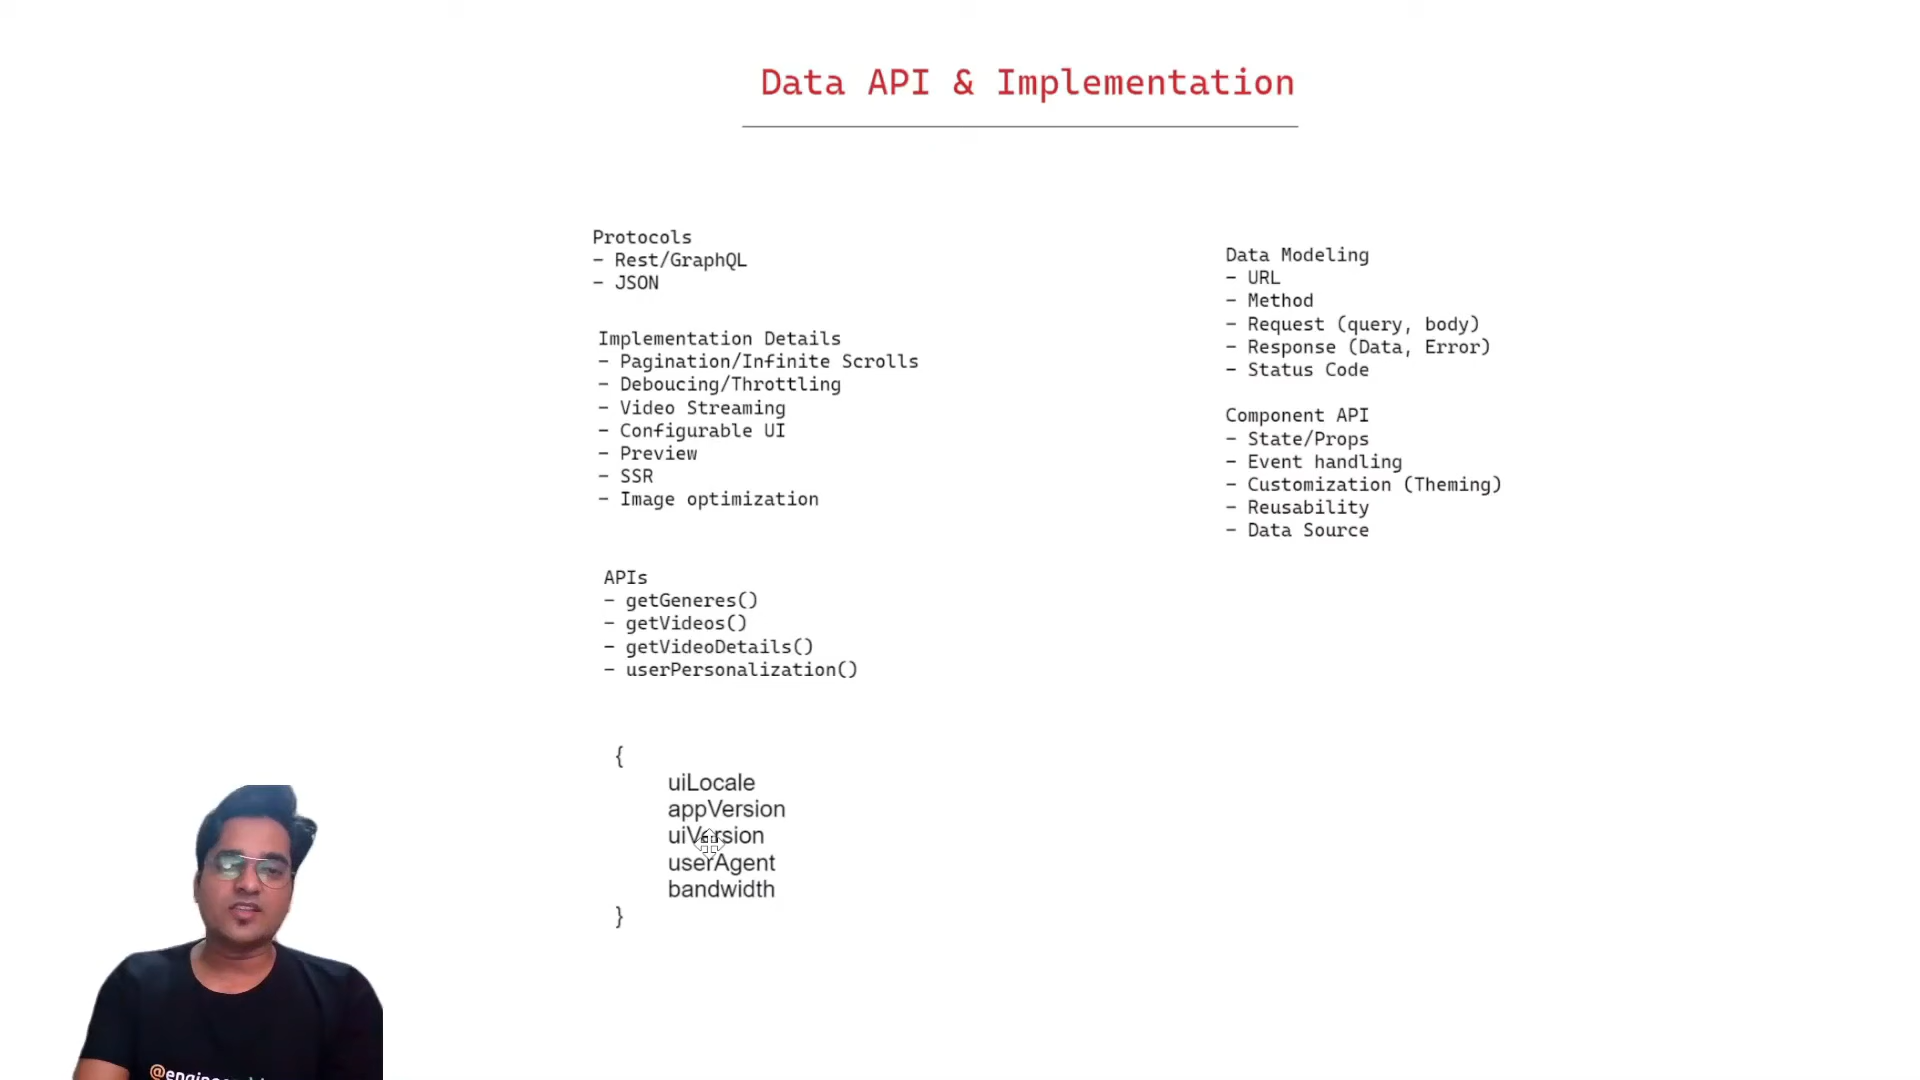 Data API & Implementation
Protocols
- Rest/GraphQL
- JSON
Implementation Details
- Pagination/Infinite Scrolls
- Deboucing/Throttling
- Video Streaming
- Configurable UI
- Preview
- SSR
- Image optimization
APIs
- getGeneres()
- getVideos()
- getVideoDetails()
- userPersonalization()
{
uiLocale
appVersion
uiVersion
userAgent
bandwidth
}
Data Modeling
- URL
- Method
- Request (query, body)
- Response (Data, Error)
- Status Code
Component API
- State/Props
- Event handling
- Customization (Theming)
- Reusability
- Data Source